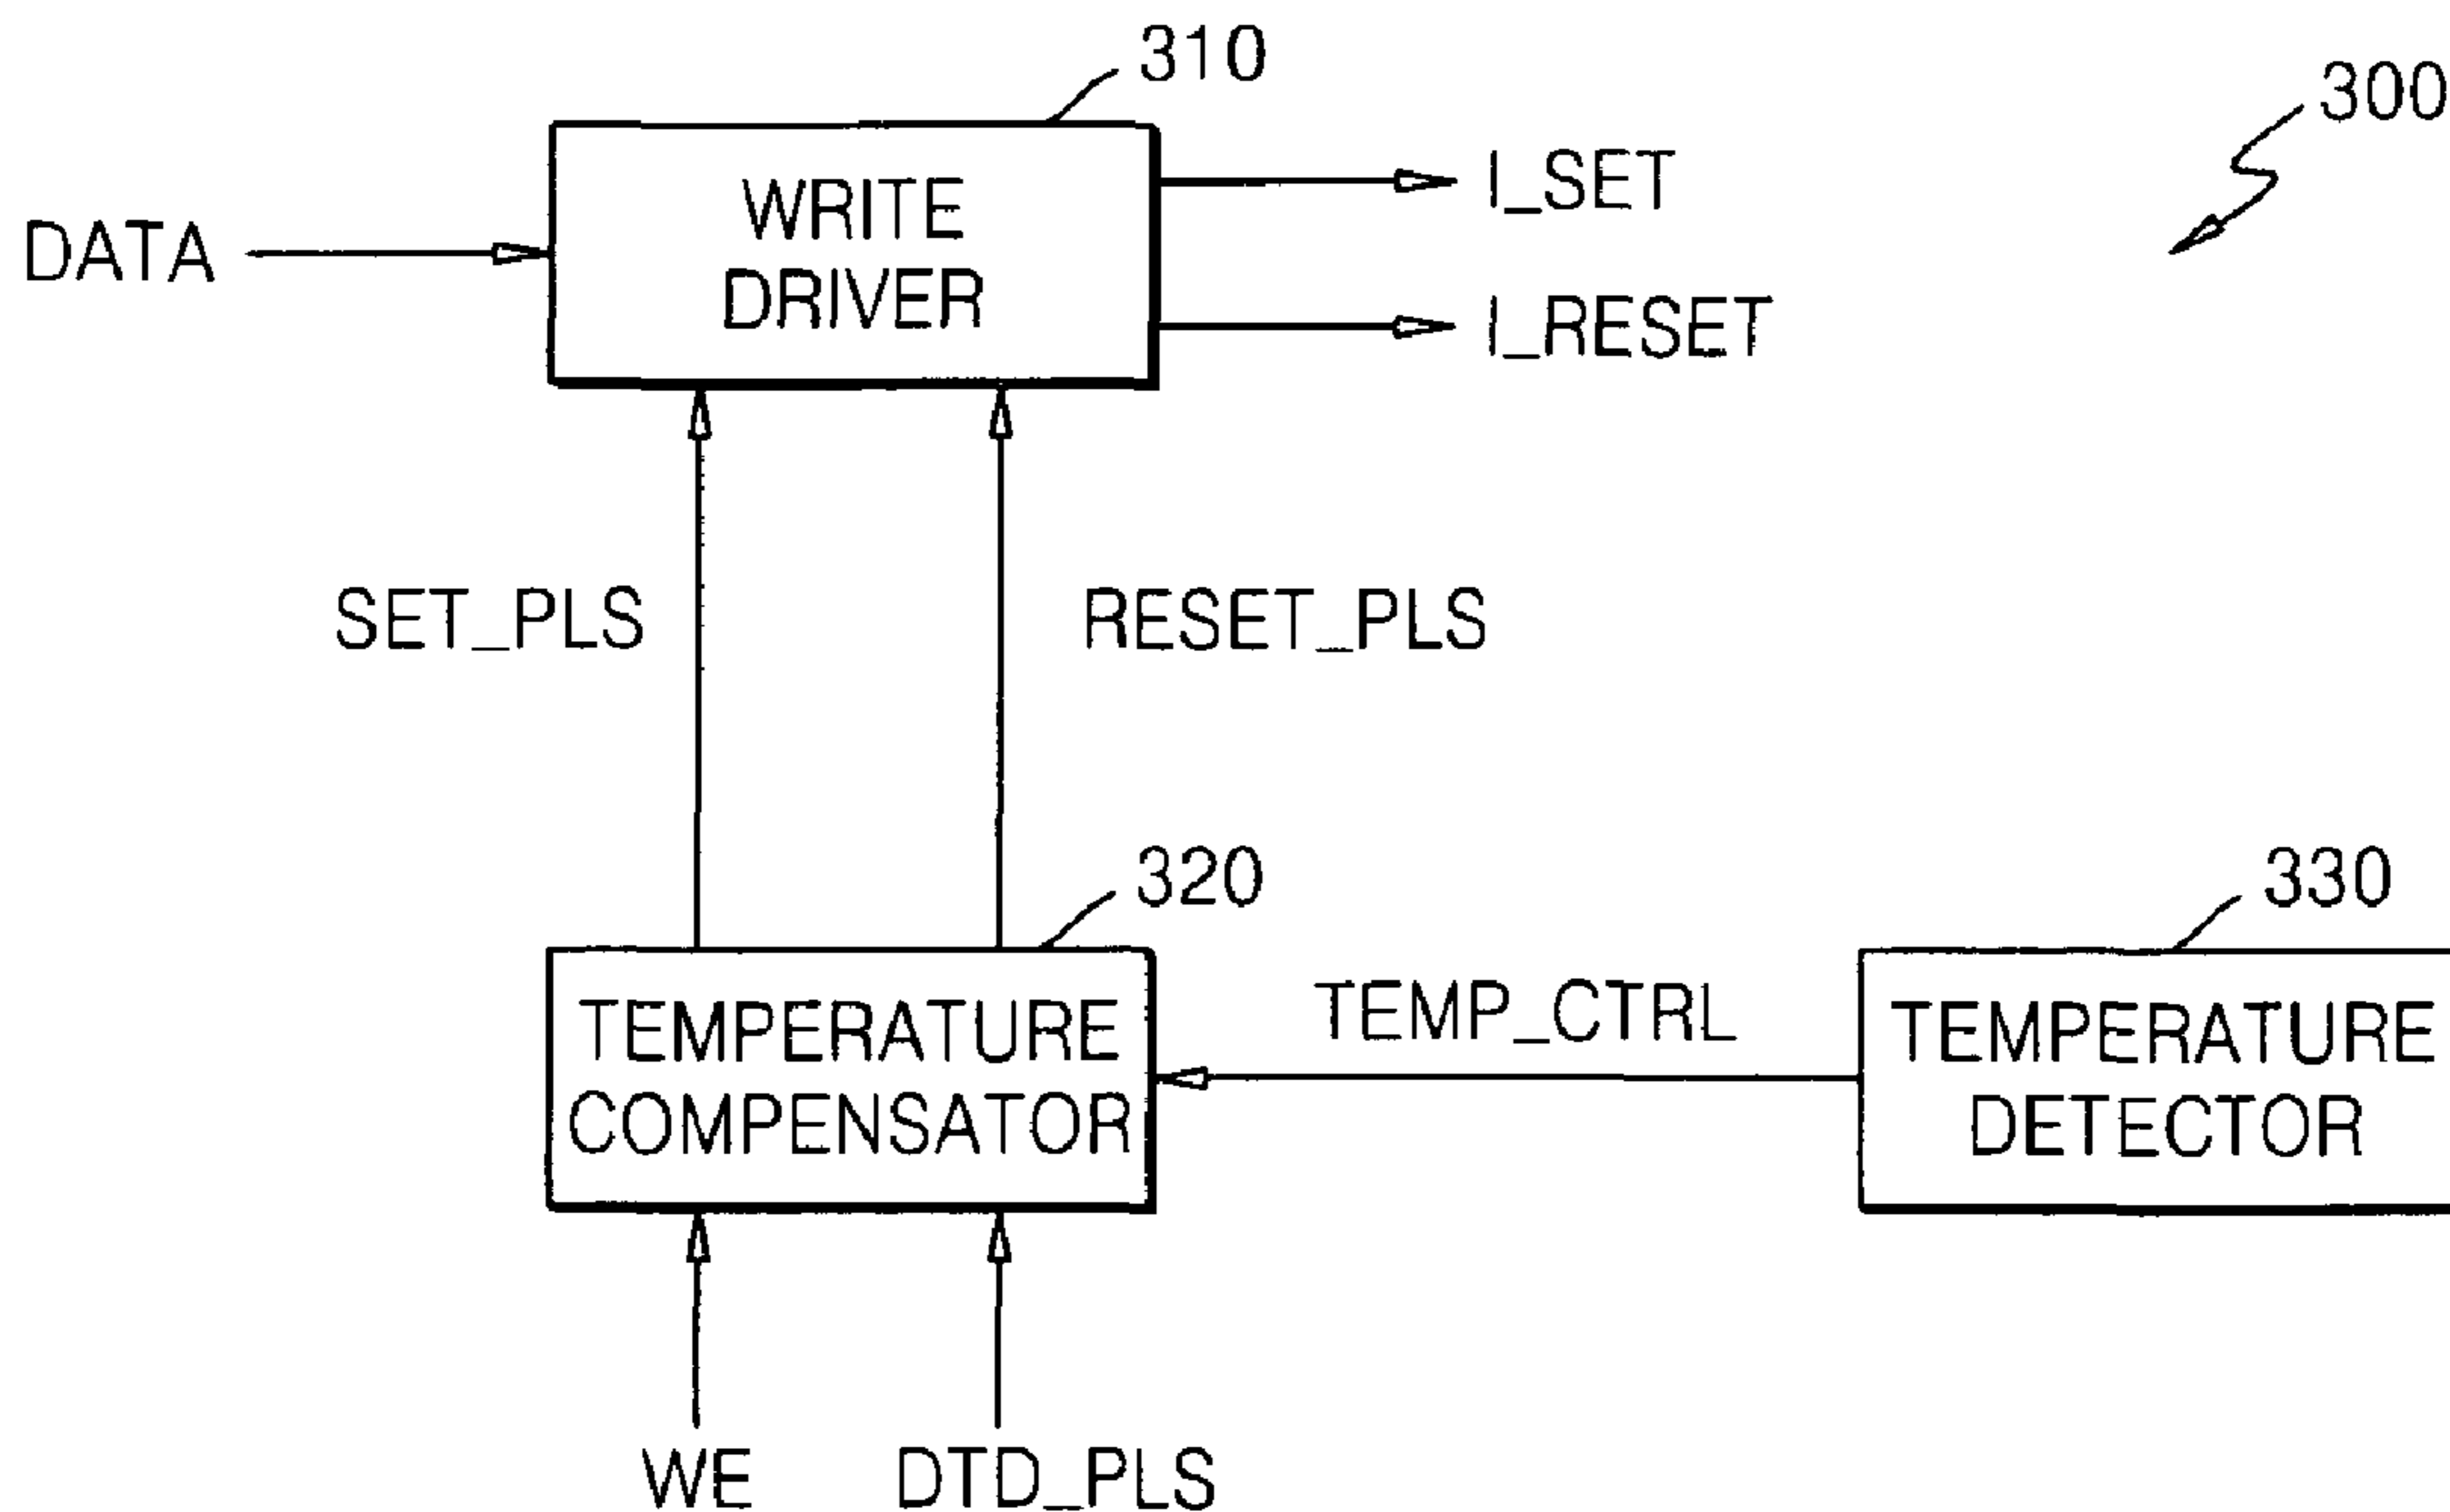 310
300
WRITE
DRIVER
I_SET
DATA
I_RESET
SET_PLS
RESET_PLS
320
330
TEMPERATURE
COMPENSATOR
TEMP_CTRL
TEMPERATURE
DETECTOR
WE
DTD_PLS